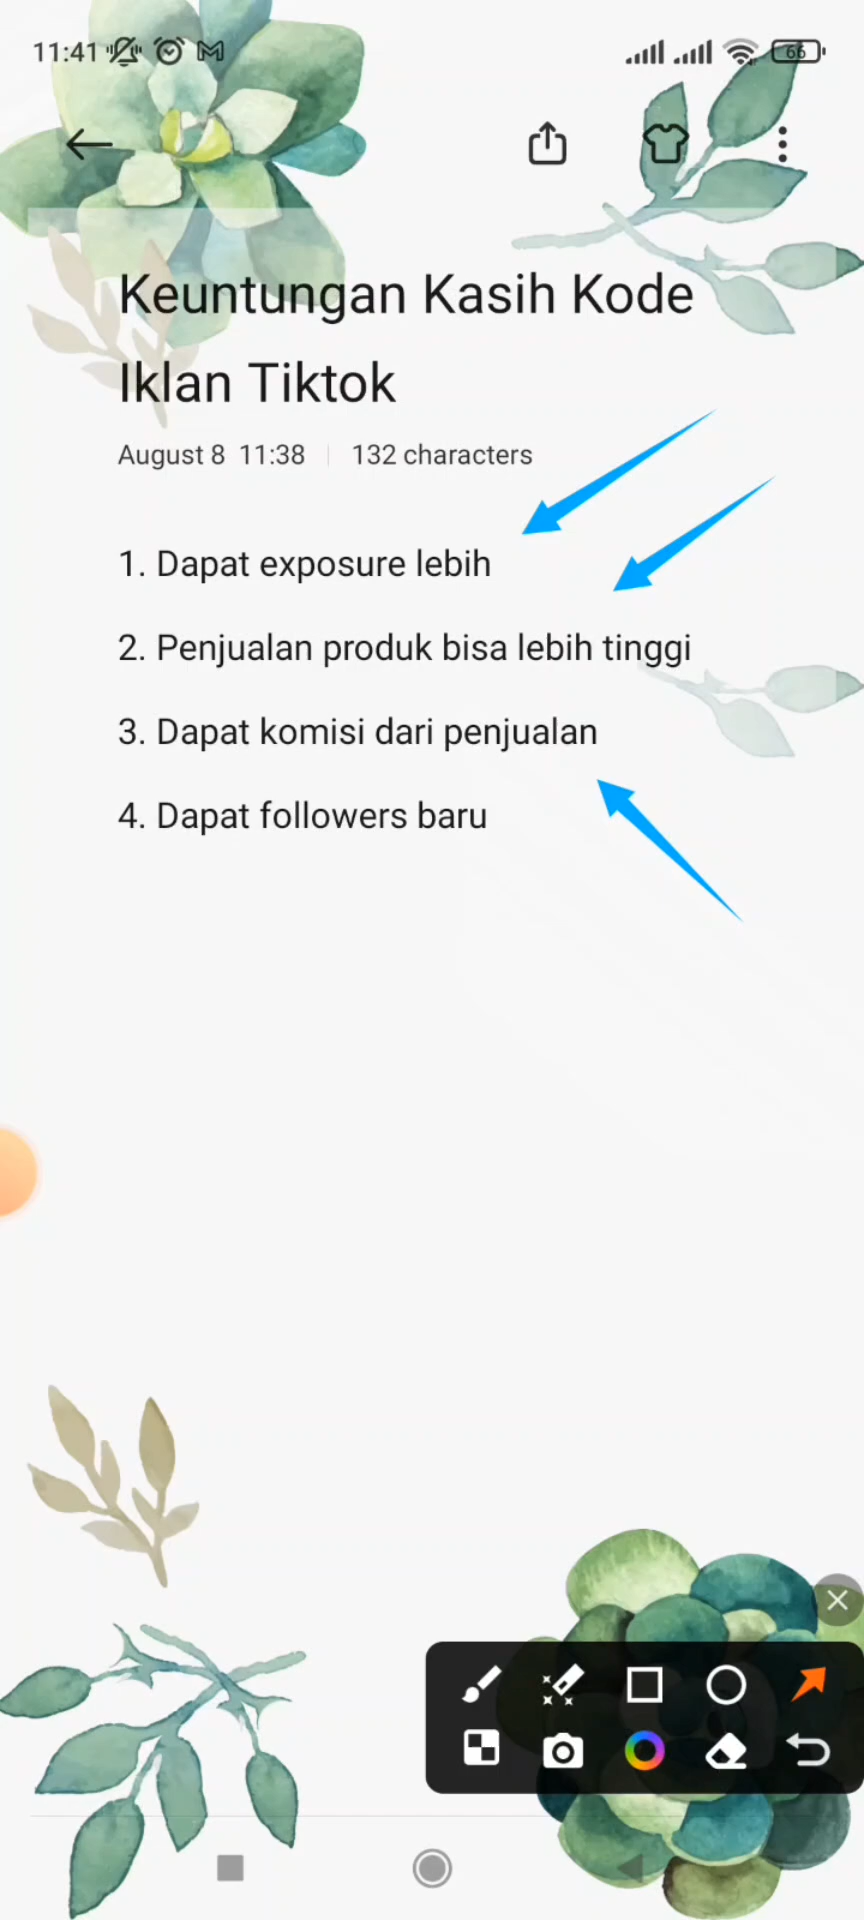 11:41
66
Keuntungan Kasih Kode
Iklan Tiktok
August 8 11:38 | 132 characters
1. Dapat exposure lebih
2. Penjualan produk bisa lebih tinggi
3. Dapat komisi dari penjualan
4. Dapat followers baru